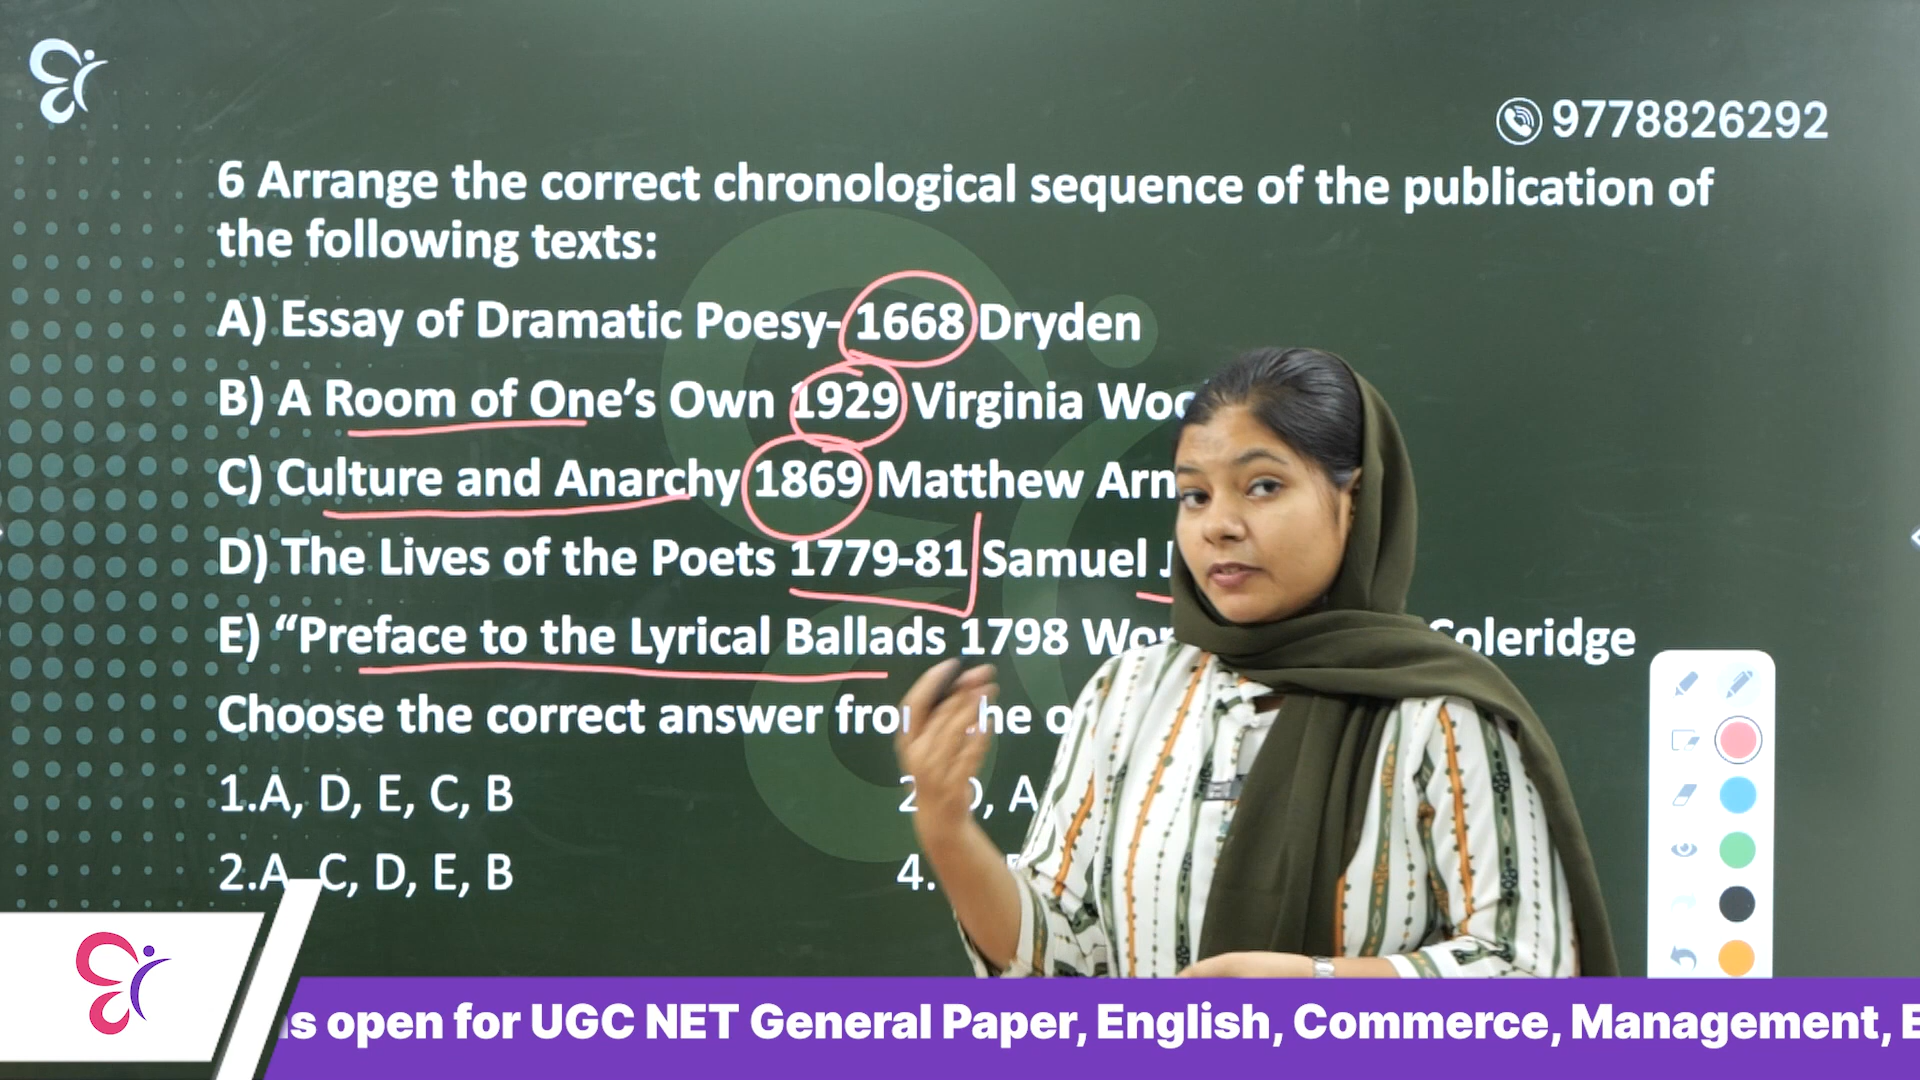 9778826292
6 Arrange the correct chronological sequence of the publication of
the following texts:
A) Essay of Dramatic Poesy- 1668 Dryden
B) A Room of One’s Own 1929 Virginia
C) Culture and Anarchy 1869 Matthew
D) The Lives of the Poets 1779-81 Samuel
E) “Preface to the Lyrical Ballads 1798 Coleridge
Choose the correct answer
1.A, D, E, C, B
2.A, C, D, E, B
4.
is open for UGC NET General Paper, English, Commerce, Management,